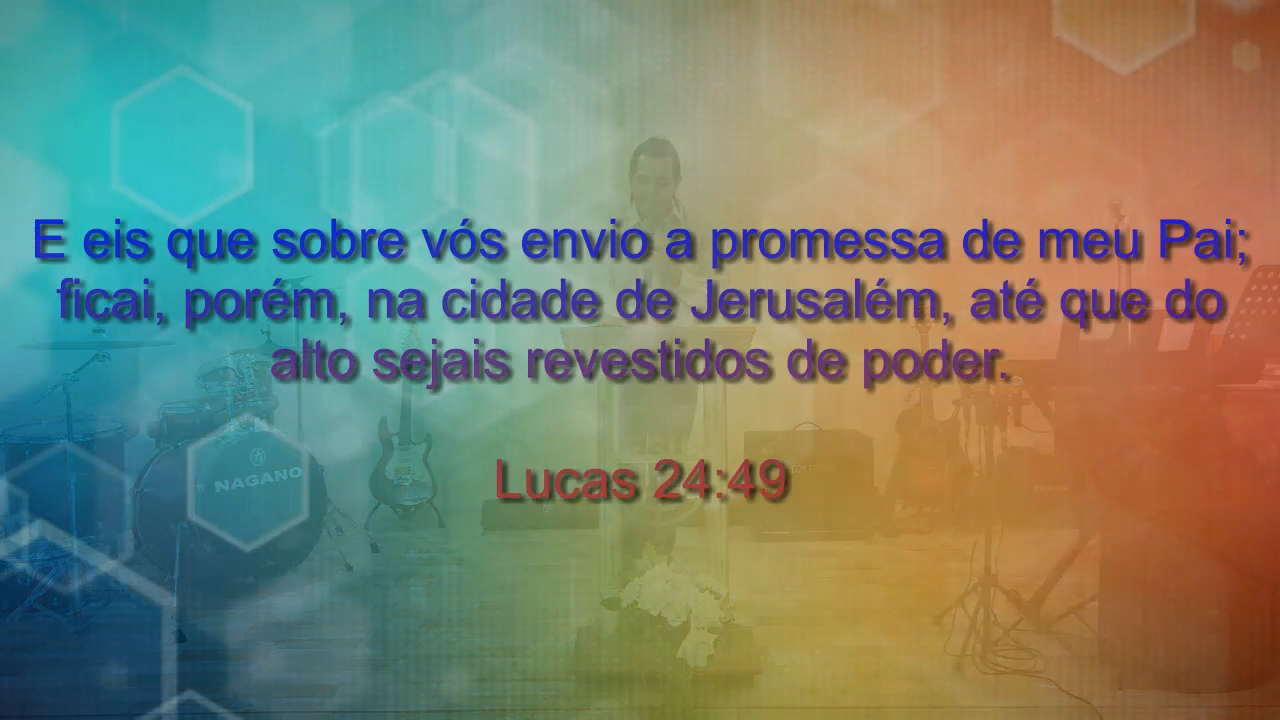 E eis que sobre vós envio a promessa de meu Pai;
ficai, porém, na cidade de Jerusalém, até que do
alto sejais revestidos de poder.
Lucas 24:49
NAGANO